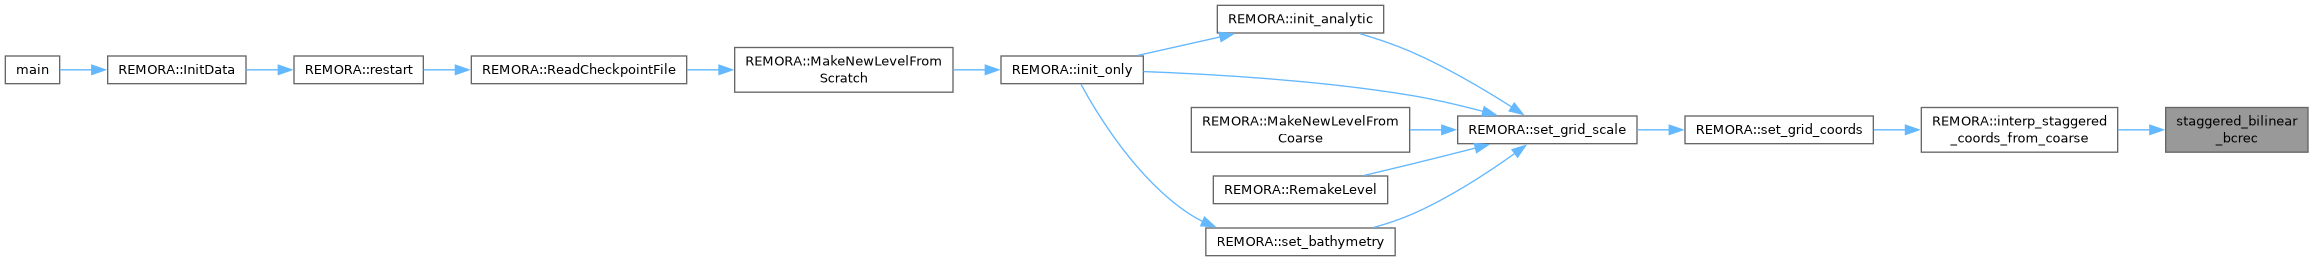 main
REMORA::InitData
REMORA::restart
REMORA::ReadCheckpointFile
REMORA::MakeNewLevelFrom
Scratch
REMORA::init_only
REMORA::init_analytic
REMORA::MakeNewLevelFrom
Coarse
REMORA::RemakeLevel
REMORA::set_bathymetry
REMORA::set_grid_scale
REMORA::set_grid_coords
REMORA::interp_staggered
_coords_from_coarse
staggered_bilinear
_bcrec